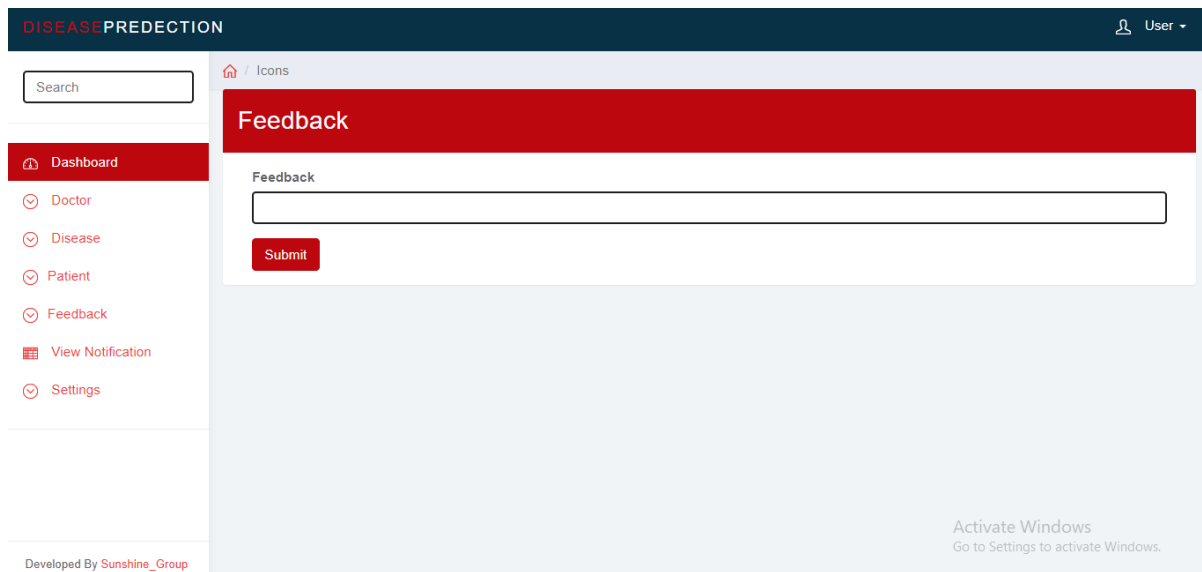 DISEASEPREDECTION
User
Search
/ Icons
Feedback
Dashboard
Feedback
Doctor
Disease
Submit
Patient
Feedback
View Notification
Settings
Activate Windows
Go to Settings to activate Windows.
Developed By Sunshine_Group